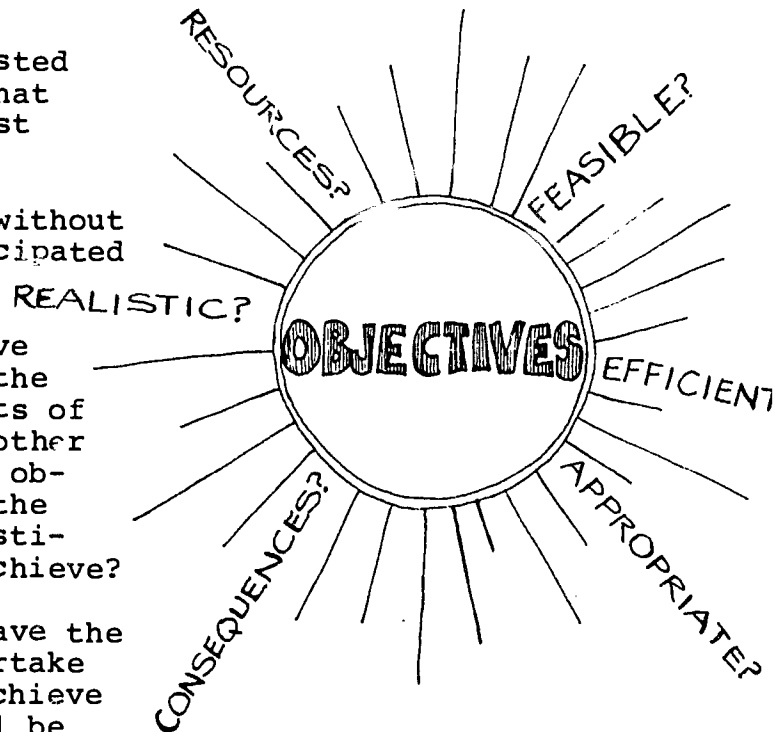 sted
hat
st
without
cipated
ve
the
ts of
other
ob-
the
sti-
chieve?
ave the
rtake
chieve
be
RESOURCES?
FEASIBLE?
REALISTIC?
OBJECTIVES
EFFICIENT
APPROPRIATE?
CONSEQUENCES?